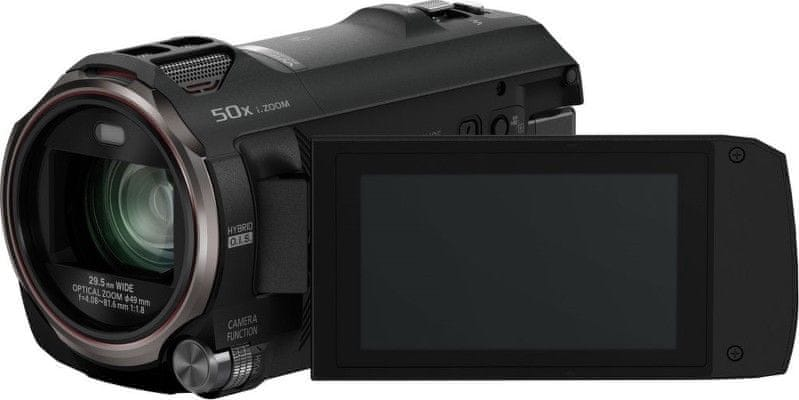 50x i.ZOOM
HYBRID
O.I.S.
29.5 mm WIDE
OPTICAL ZOOM φ49 mm
f=4.08~81.6 mm 1:1.8
CAMERA
FUNCTION